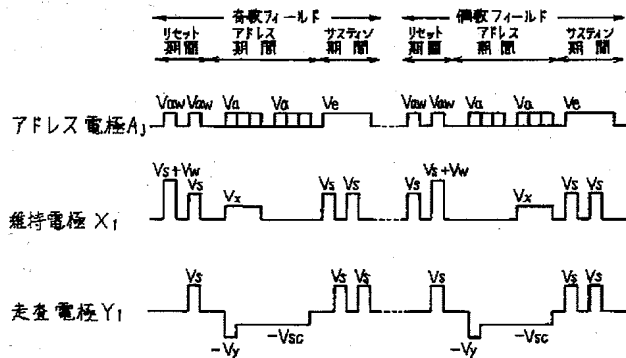 奇数フィールド 偶数フィールド
リセット 期間 アドレス 期間 サスティン 期間 リセット 期間 アドレス 期間 サスティン 期間
アドレス電極Aj Vaw Vaw Va Va Ve Vaw Vaw Va Va Ve
維持電極X1 Vs+Vw Vs Vx Vs Vs Vs Vs+Vw Vx Vs Vs
走査電極Y1 Vs -Vy -Vsc Vs Vs Vs -Vy -Vsc Vs Vs